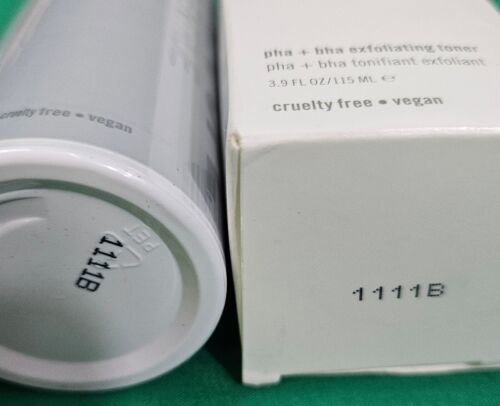 cruelty free • vegan
PET
1111B
pha + bha exfoliating toner
pha + bha tonifiant exfoliant
3.9 FL OZ/115 ML ℮
cruelty free • vegan
1111B